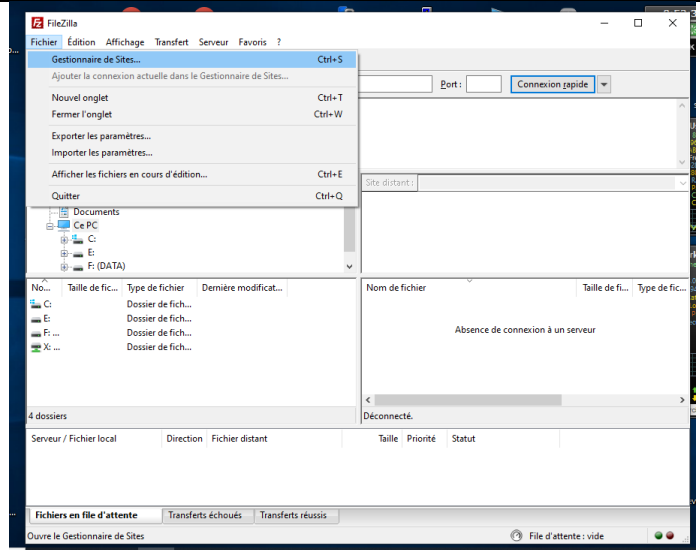 FileZilla
Fichier Édition Affichage Transfert Serveur Favoris ?
Gestionnaire de Sites... Ctrl+S
Ajouter la connexion actuelle dans le Gestionnaire de Sites...
Port : Connexion rapide
Nouvel onglet Ctrl+T
Fermer l'onglet Ctrl+W
Exporter les paramètres...
Importer les paramètres...
Afficher les fichiers en cours d'édition... Ctrl+E
Site distant :
Quitter Ctrl+Q
Documents
Ce PC
C:
E:
F: (DATA)
No... Taille de fic... Type de fichier Dernière modificat... Nom de fichier Taille de fi... Type de fic...
C: Dossier de fich...
E: Dossier de fich...
F: ... Dossier de fich...
X: ... Dossier de fich...
Absence de connexion à un serveur
4 dossiers Déconnecté.
Serveur / Fichier local Direction Fichier distant Taille Priorité Statut
Fichiers en file d'attente Transferts échoués Transferts réussis
Ouvre le Gestionnaire de Sites File d'attente : vide